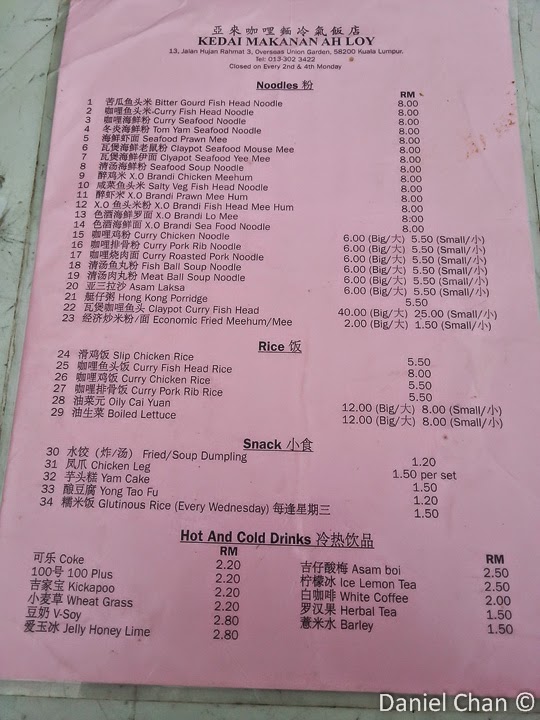 亞來咖哩麵冷氣飯店
KEDAI MAKANAN AH LOY
13, Jalan Hujan Rahmat 3, Overseas Union Garden, 58200 Kuala Lumpur.
Tel: 013-302 3422
Closed on Every 2nd & 4th Monday
Noodles 粉
RM
1 苦瓜鱼头米 Bitter Gourd Fish Head Noodle 8.00
2 咖哩鱼头米 Curry Fish Head Noodle 8.00
3 咖哩海鲜粉 Curry Seafood Noodle 8.00
4 冬炎海鲜粉 Tom Yam Seafood Noodle 8.00
5 海鲜虾面 Seafood Prawn Mee 8.00
6 瓦煲海鲜老鼠粉 Claypot Seafood Mouse Mee 8.00
7 瓦煲海鲜伊面 Clyapot Seafood Yee Mee 8.00
8 清汤海鲜粉 Seafood Soup Noodle 8.00
9 醉鸡米 X.O Brandi Chicken Meehum 8.00
10 咸菜鱼头米 Salty Veg Fish Head Noodle 8.00
11 醉虾米 X.O Brandi Prawn Mee Hum 8.00
12 X.O 鱼头米粉 X.O Brandi Fish Head Mee Hum 8.00
13 色酒海鲜罗面 X.O Brandi Lo Mee 8:00
14 色酒海鲜面 X.O Brandi Sea Food Noodle 8.00
15 咖哩鸡粉 Curry Chicken Noodle 6.00 (Big/大) 5.50 (Small/小)
16 咖哩排骨粉 Curry Pork Rib Noodle 6.00 (Big/大) 5.50 (Small/小)
17 咖哩烧肉面 Curry Roasted Pork Noodle 6.00 (Big/大) 5.50 (Small/小)
18 清汤鱼丸粉 Fish Ball Soup Noodle 6.00 (Big/大) 5.50 (Small/小)
19 清汤肉丸粉 Meat Ball Soup Noodle 6.00 (Big/大) 5.50 (Small/小)
20 亚三拉沙 Asam Laksa 6.00 (Big/大) 5.50 (Small/小)
21 艇仔粥 Hong Kong Porridge 5.50
22 瓦煲咖哩鱼头 Claypot Curry Fish Head 40.00 (Big/大) 25.00 (Small/小)
23 经济炒米粉/面 Economic Fried Meehum/Mee 2.00 (Big/大) 1.50 (Small/小)
Rice 饭
24 滑鸡饭 Slip Chicken Rice 5.50
25 咖哩鱼头饭 Curry Fish Head Rice 8.00
26 咖哩鸡饭 Curry Chicken Rice 5.50
27 咖哩排骨饭 Curry Pork Rib Rice 5.50
28 油菜元 Oily Cai Yuan 12.00 (Big/大) 8.00 (Small/小)
29 油生菜 Boiled Lettuce 12.00 (Big/大) 8.00 (Small/小)
Snack 小食
30 水饺 (炸/汤) Fried/Soup Dumpling 1.20
31 凤爪 Chicken Leg 1.50 per set
32 芋头糕 Yam Cake 1.50
33 酿豆腐 Yong Tao Fu 1.20
34 糯米饭 Glutinous Rice (Every Wednesday) 每逢星期三 1.50
Hot And Cold Drinks 冷热饮品
RM RM
可乐 Coke 2.20 吉仔酸梅 Asam boi 2.50
100号 100 Plus 2.20 柠檬冰 Ice Lemon Tea 2.50
吉家宝 Kickapoo 2.20 白咖啡 White Coffee 2.00
小麦草 Wheat Grass 2.20 罗汉果 Herbal Tea 1.50
豆奶 V-Soy 2.80 薏米水 Barley 1.50
爱玉冰 Jelly Honey Lime 2.80
Daniel Chan ©